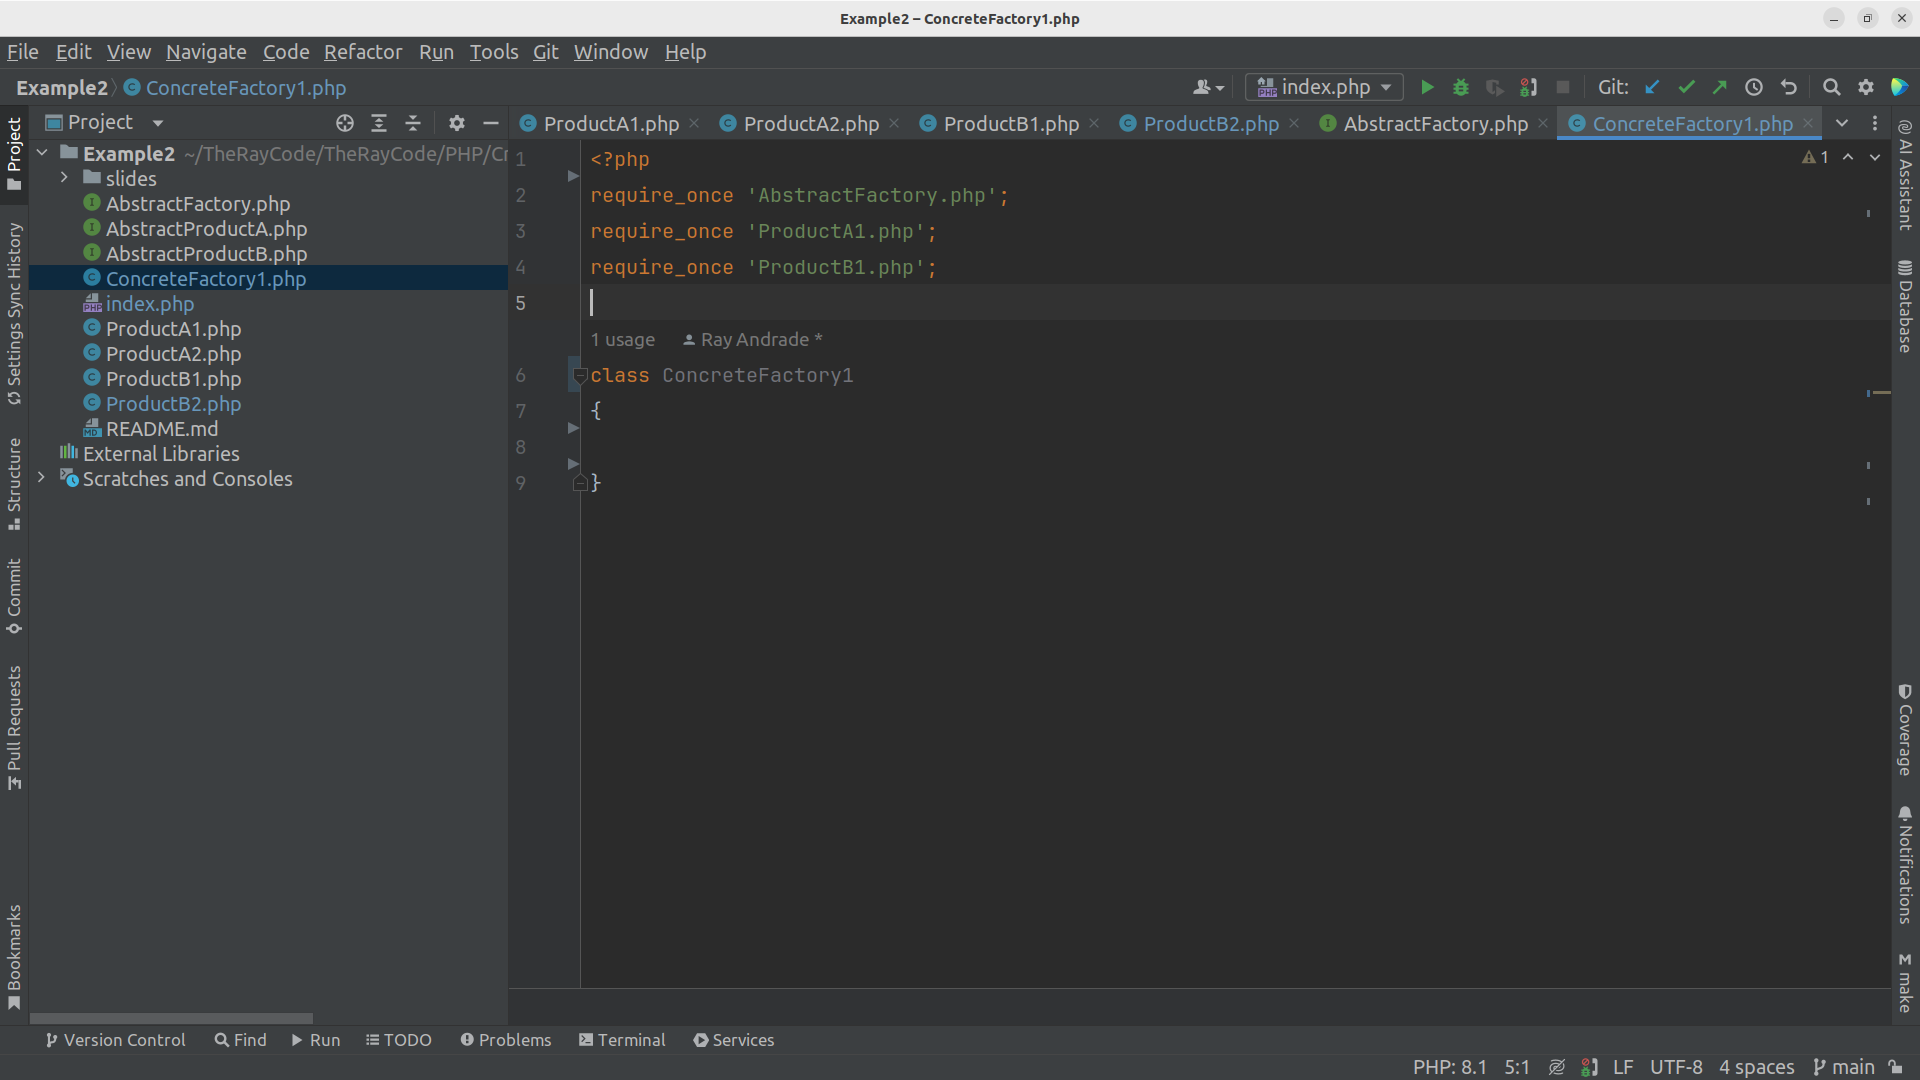 Example2 – ConcreteFactory1.php
File Edit View Navigate Code Refactor Run Tools Git Window Help
Example2 ConcreteFactory1.php
index.php
Git:
Project
ProductA1.php
ProductA2.php
ProductB1.php
ProductB2.php
AbstractFactory.php
ConcreteFactory1.php
Example2 ~/TheRayCode/TheRayCode/PHP/Cr
slides
AbstractFactory.php
AbstractProductA.php
AbstractProductB.php
ConcreteFactory1.php
index.php
ProductA1.php
ProductA2.php
ProductB1.php
ProductB2.php
README.md
External Libraries
Scratches and Consoles
1 <?php
2 require_once 'AbstractFactory.php';
3 require_once 'ProductA1.php';
4 require_once 'ProductB1.php';
5
1 usage Ray Andrade *
6 class ConcreteFactory1
7 {
8
9 }
1
Project
Settings Sync History
Structure
Commit
Pull Requests
Bookmarks
AI Assistant
Database
Coverage
Notifications
make
Version Control Find Run TODO Problems Terminal Services
PHP: 8.1 5:1 LF UTF-8 4 spaces main